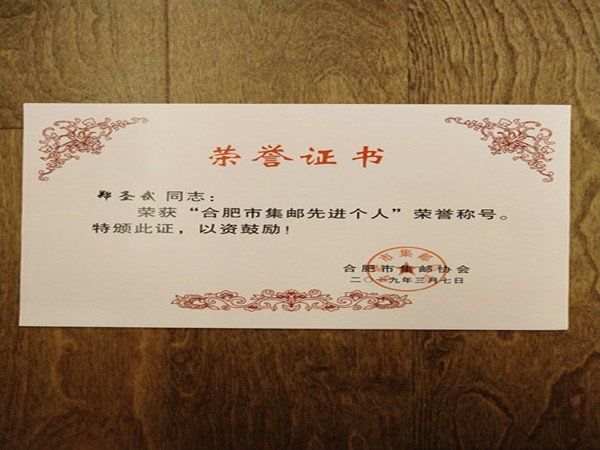 荣誉证书
郑圣武 同志：
荣获“合肥市集邮先进个人”荣誉称号。
特颁此证，以资鼓励！
合肥市集邮协会
二〇一九年三月七日